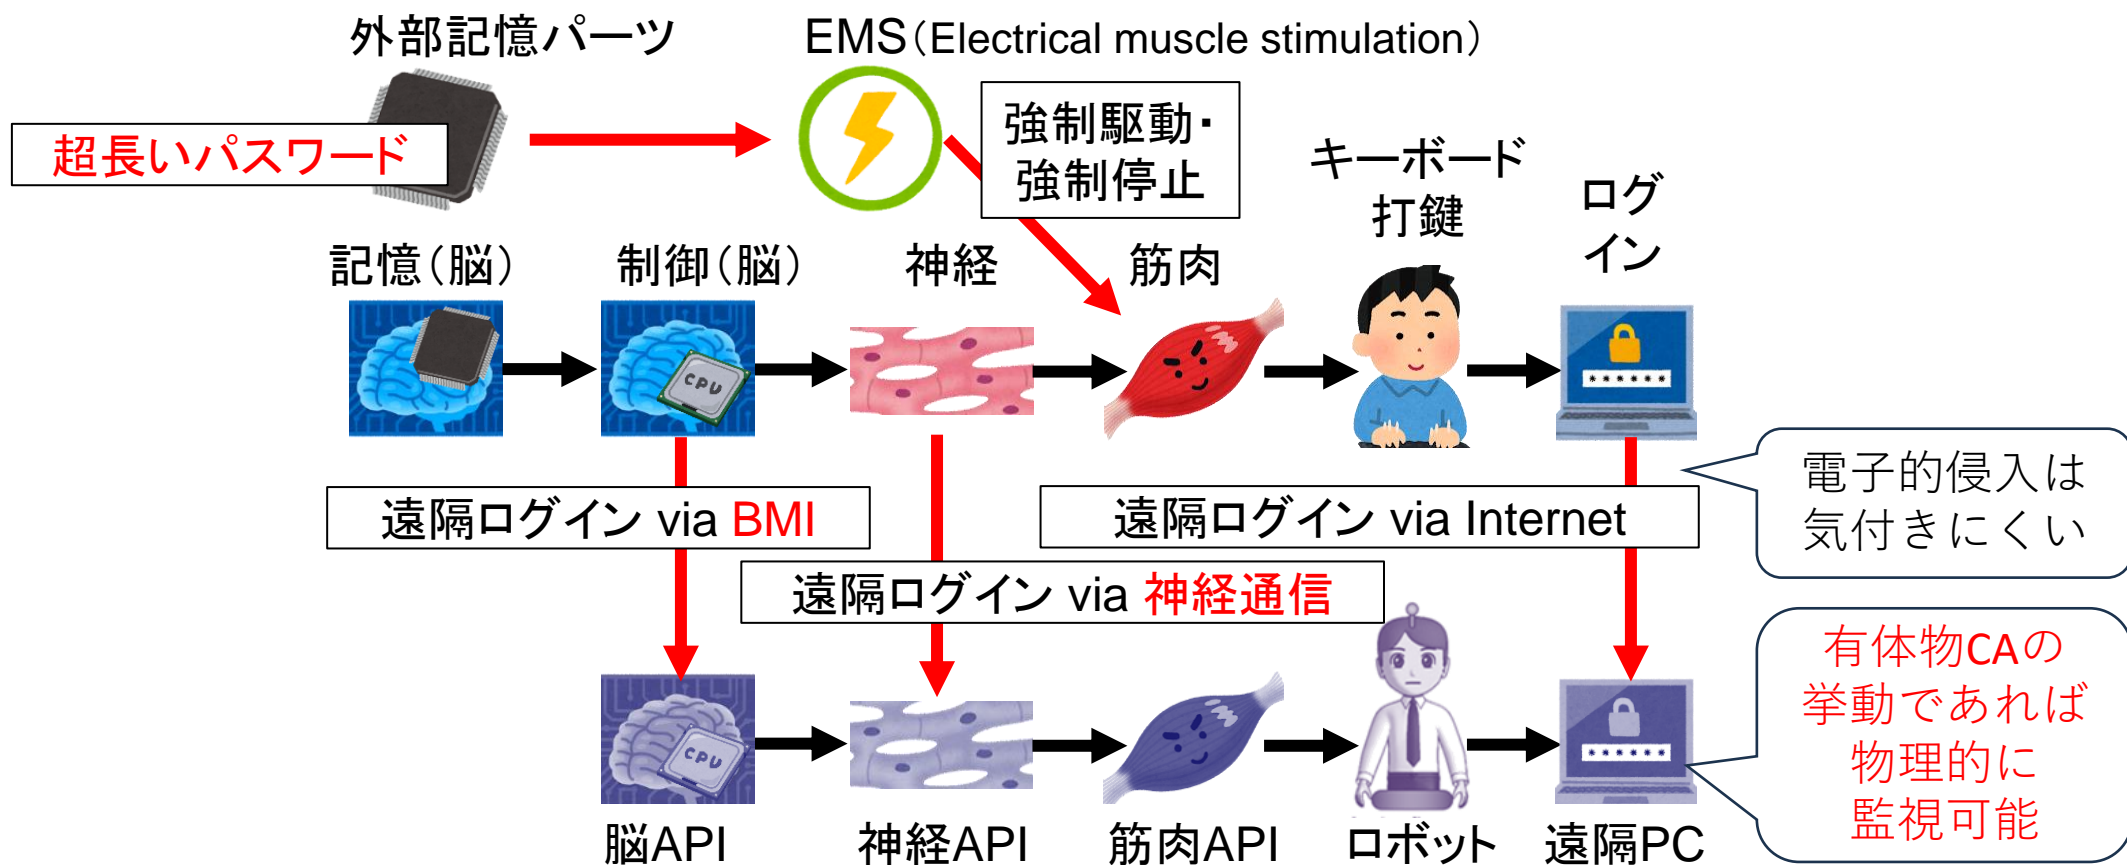 外部記憶パーツ
EMS（Electrical muscle stimulation）
超長いパスワード
強制駆動・
強制停止
キーボード
打鍵
ログ
イン
記憶（脳）
制御（脳）
神経
筋肉
CPU
******
遠隔ログイン via BMI
遠隔ログイン via 神経通信
遠隔ログイン via Internet
電子的侵入は
気付きにくい
有体物CAの
挙動であれば
物理的に
監視可能
CPU
******
脳API
神経API
筋肉API
ロボット
遠隔PC